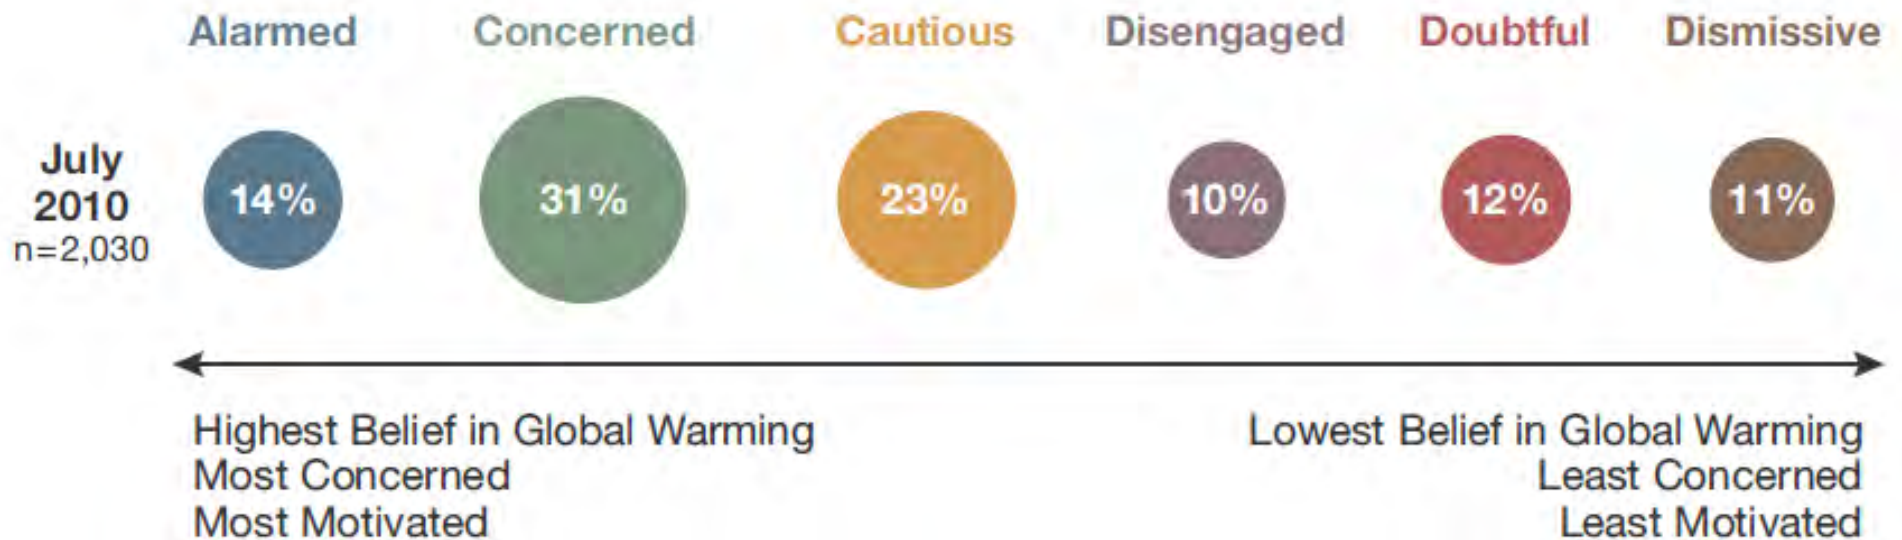 Alarmed Concerned Cautious Disengaged Doubtful Dismissive
July
2010
n=2,030
14% 31% 23% 10% 12% 11%
Highest Belief in Global Warming
Most Concerned
Most Motivated
Lowest Belief in Global Warming
Least Concerned
Least Motivated